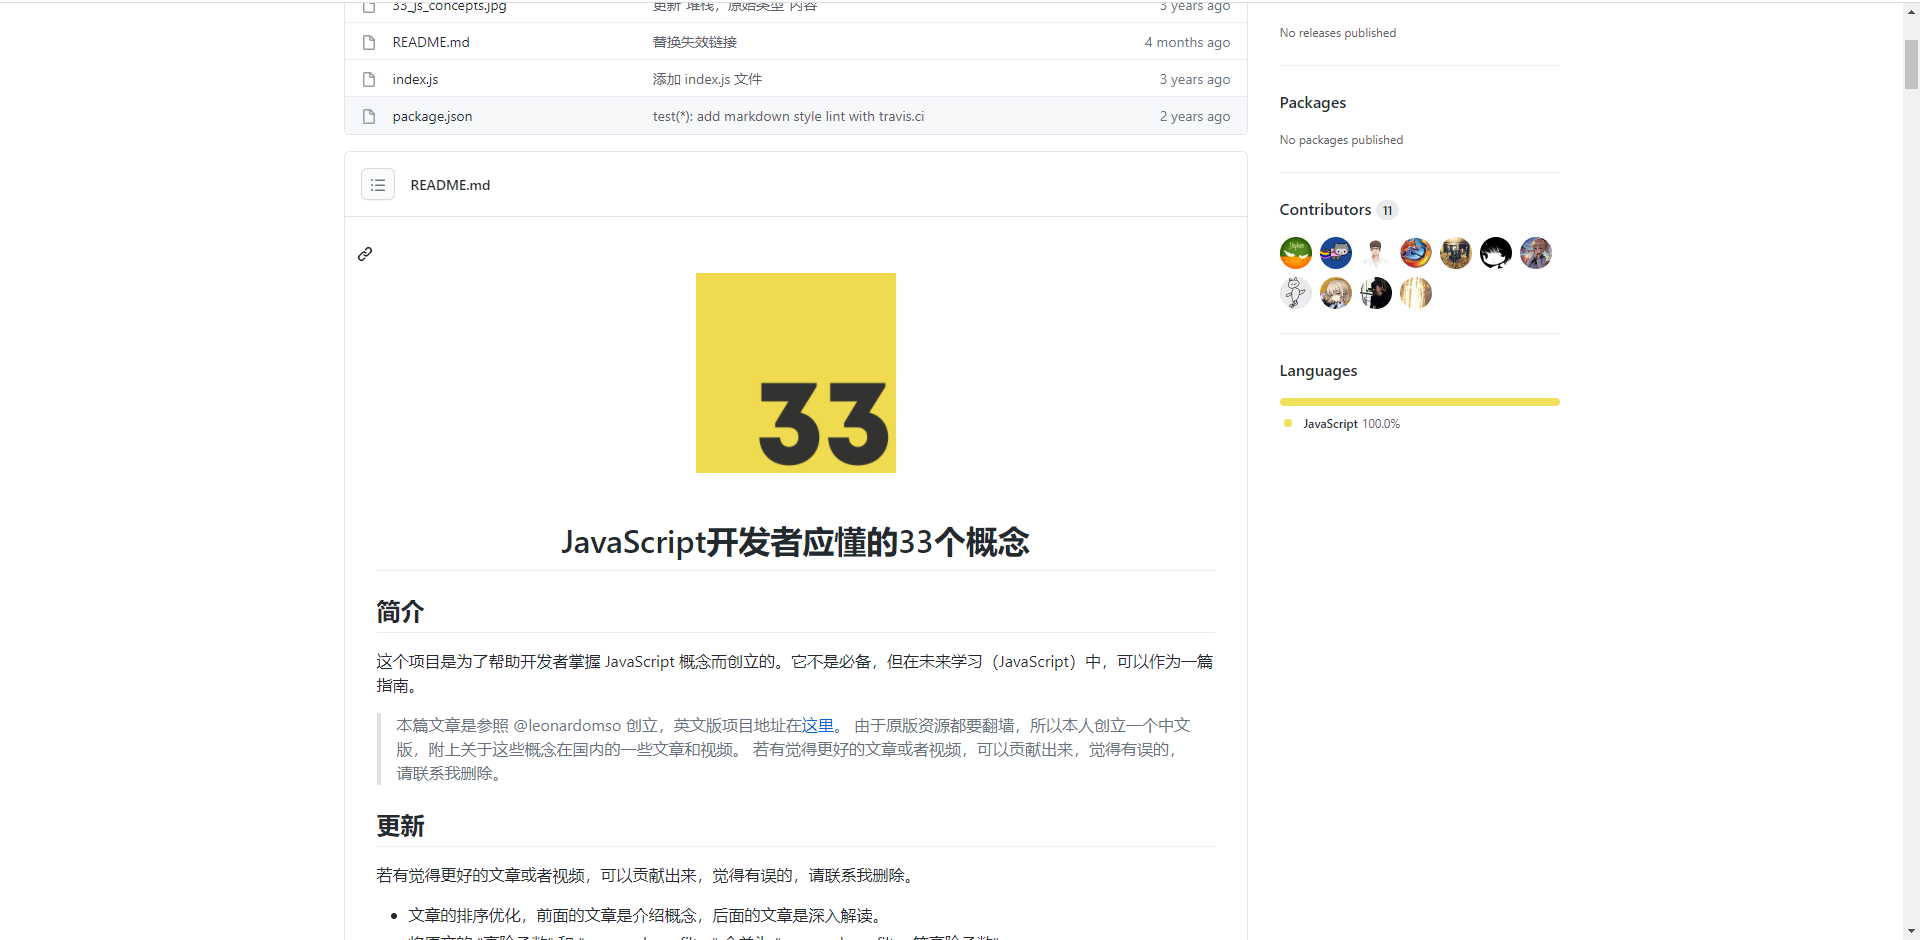 33_js_concepts.jpg 更新"堆栈，原始类型"内容 3 years ago
README.md 替换失效链接 4 months ago
index.js 添加 index.js 文件 3 years ago
package.json test(*): add markdown style lint with travis.ci 2 years ago
README.md
33
JavaScript开发者应懂的33个概念
简介
这个项目是为了帮助开发者掌握 JavaScript 概念而创立的。它不是必备，但在未来学习（JavaScript）中，可以作为一篇
指南。
本篇文章是参照 @leonardomso 创立，英文版项目地址在这里。 由于原版资源都要翻墙，所以本人创立一个中文
版，附上关于这些概念在国内的一些文章和视频。 若有觉得更好的文章或者视频，可以贡献出来，觉得有误的，
请联系我删除。
更新
若有觉得更好的文章或者视频，可以贡献出来，觉得有误的，请联系我删除。
文章的排序优化，前面的文章是介绍概念，后面的文章是深入解读。
No releases published
Packages
No packages published
Contributors 11
Languages
JavaScript 100.0%